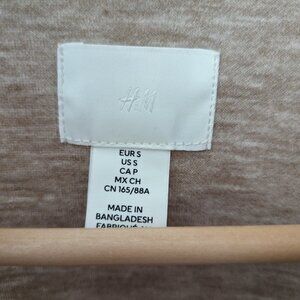 H&M
EUR S
US S
CA P
MX CH
CN 165/88A
MADE IN
BANGLADESH